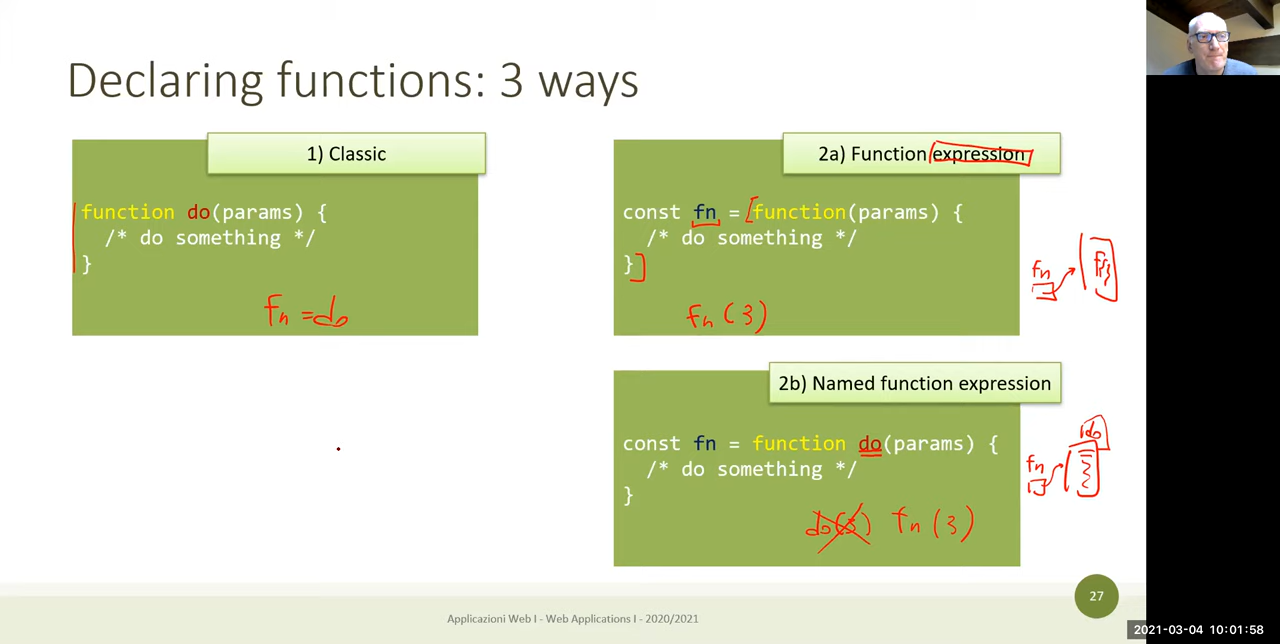 Declaring functions: 3 ways
1) Classic
function do(params) {
/* do something */
}
fn = do
2a) Function expression
const fn = [function(params) {
/* do something */
}]
fn (3)
fn
2b) Named function expression
const fn = function do(params) {
/* do something */
}
do(3) fn (3)
fn
do
27
Applicazioni Web I - Web Applications I - 2020/2021
2021-03-04 10:01:58